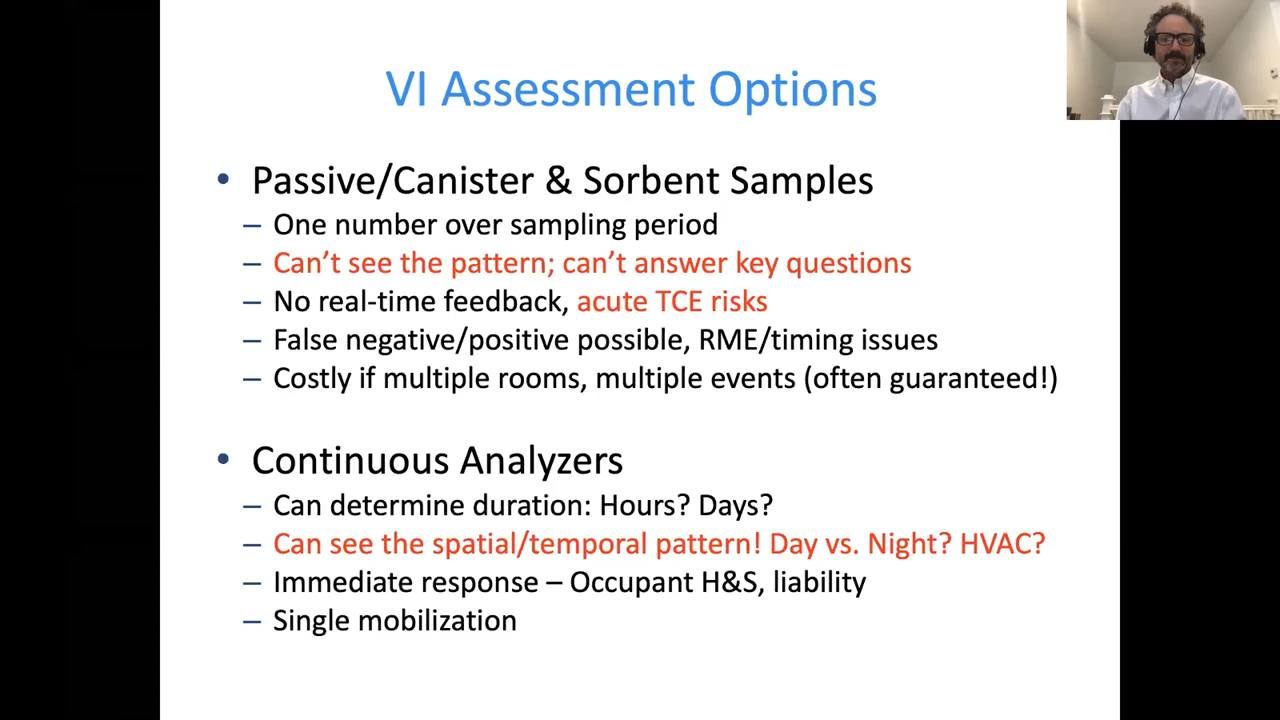 VI Assessment Options
• Passive/Canister & Sorbent Samples
– One number over sampling period
– Can’t see the pattern; can’t answer key questions
– No real-time feedback, acute TCE risks
– False negative/positive possible, RME/timing issues
– Costly if multiple rooms, multiple events (often guaranteed!)
• Continuous Analyzers
– Can determine duration: Hours? Days?
– Can see the spatial/temporal pattern! Day vs. Night? HVAC?
– Immediate response – Occupant H&S, liability
– Single mobilization